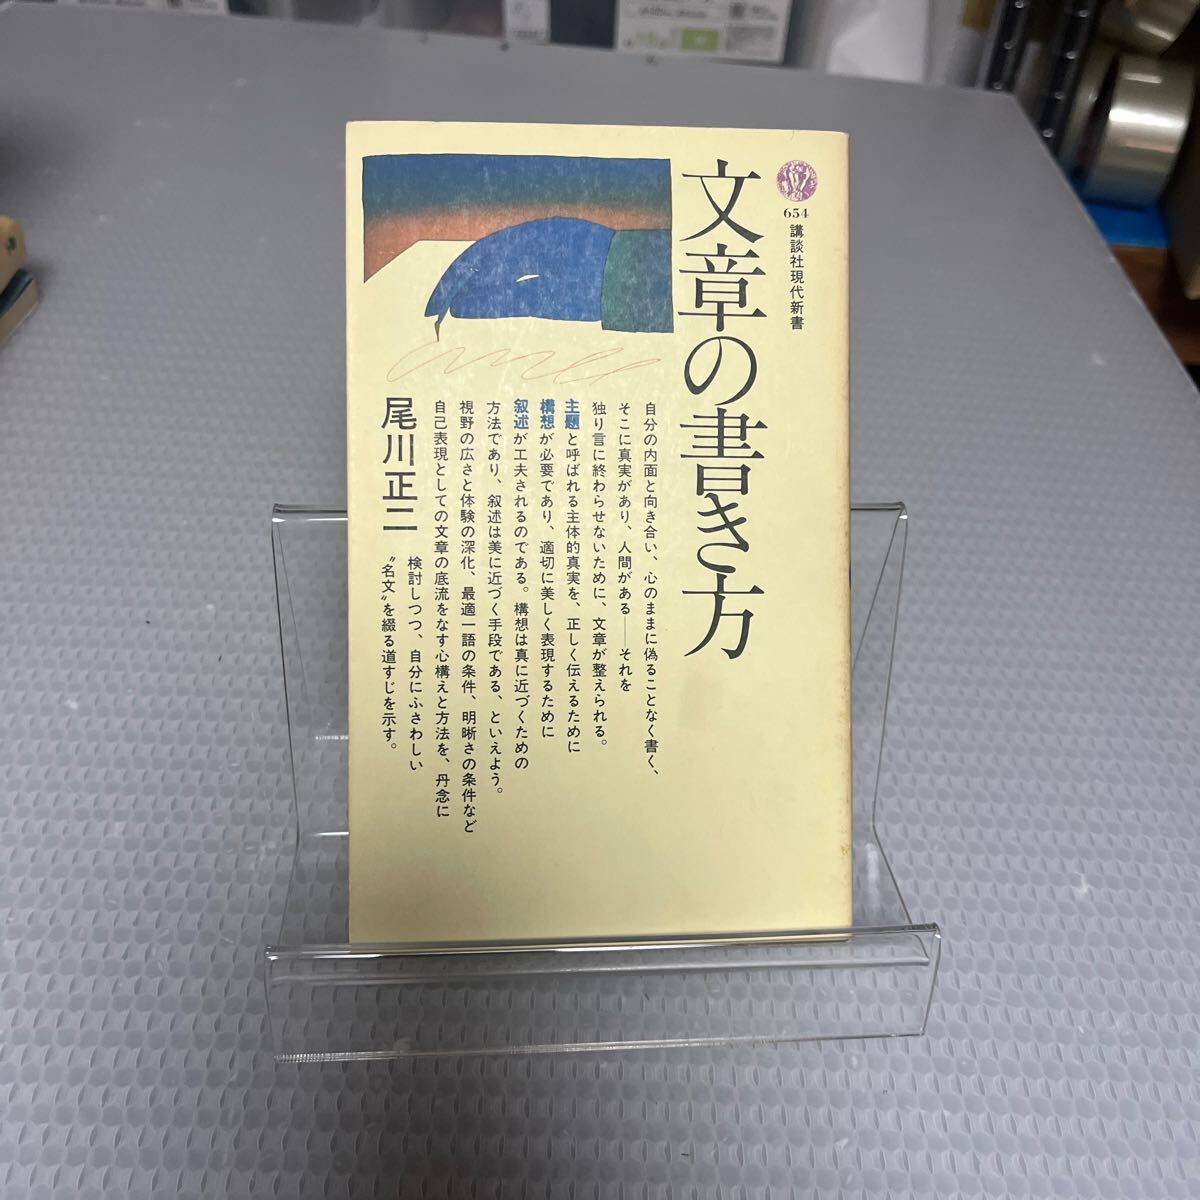 654
講談社現代新書
文章の書き方
自分の内面と向き合い、心のままに偽ることなく書く、
そこに真実があり、人間がある――それを
独り言に終わらせないために、文章が整えられる。
主題と呼ばれる主体的真実を、正しく伝えるために
構想が必要であり、適切に美しく表現するために
叙述が工夫されるのである。構想は真に近づくための
方法であり、叙述は美に近づく手段である、といえよう。
視野の広さと体験の深化、最適一語の条件、明晰さの条件など
自己表現としての文章の底流をなす心構えと方法を、丹念に
検討しつつ、自分にふさわしい
〝名文〟を綴る道すじを示す。
尾川正二